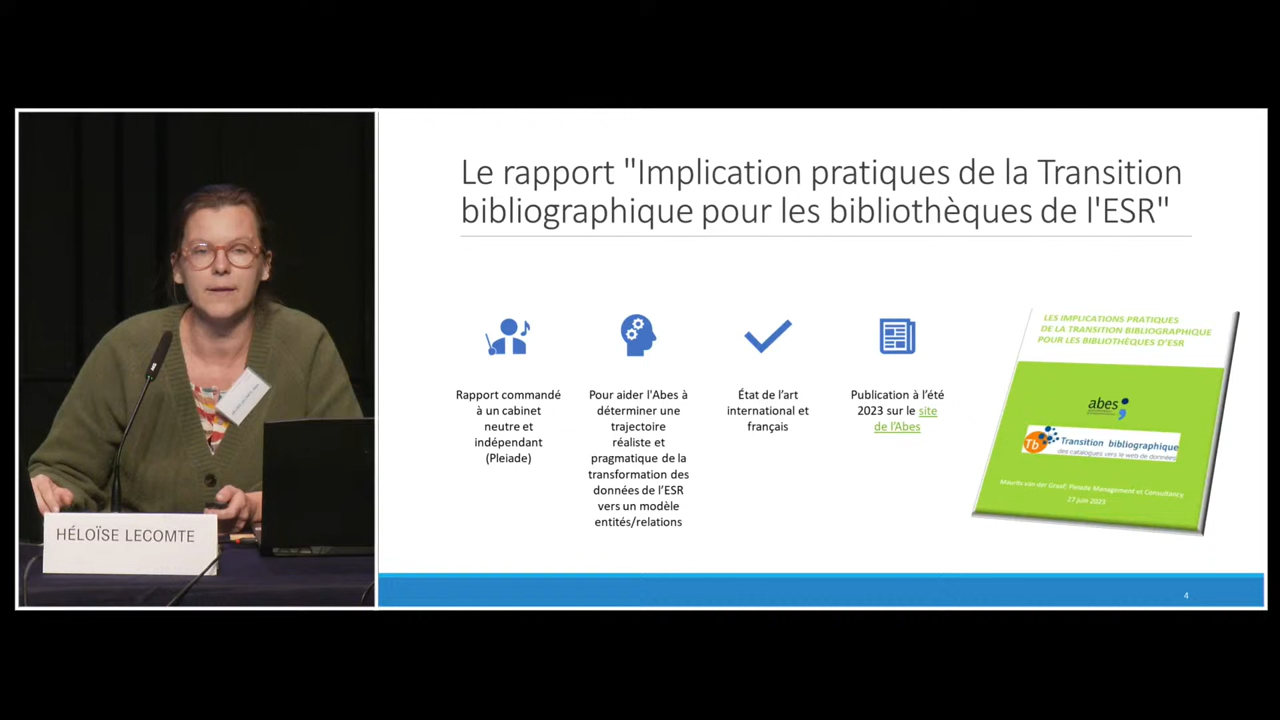 Le rapport "Implication pratiques de la Transition
bibliographique pour les bibliothèques de l'ESR"
Rapport commandé
à un cabinet
neutre et
indépendant
(Pleiade)
Pour aider l'Abes à
déterminer une
trajectoire
réaliste et
pragmatique de la
transformation des
données de l’ESR
vers un modèle
entités/relations
État de l’art
international et
français
Publication à l’été
2023 sur le site
de l’Abes
LES IMPLICATIONS PRATIQUES
DE LA TRANSITION BIBLIOGRAPHIQUE
POUR LES BIBLIOTHÈQUES D'ESR
abes
Tb
Transition bibliographique
des catalogues vers le web de données
Maurits van der Graaf, Pleiade Management et Consultancy
27 juin 2023
HÉLOÏSE LECOMTE
4